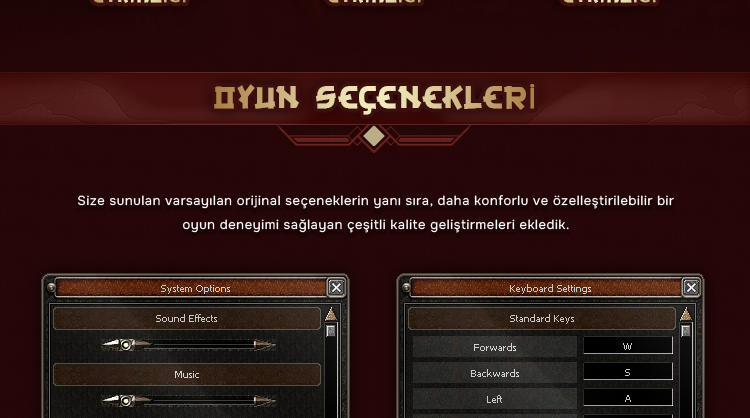 OYUN SEÇENEKLERİ
Size sunulan varsayılan orijinal seçeneklerin yanı sıra, daha konforlu ve özelleştirilebilir bir
oyun deneyimi sağlayan çeşitli kalite geliştirmeleri ekledik.
System Options
Sound Effects
Music
Keyboard Settings
Standard Keys
Forwards W
Backwards S
Left A